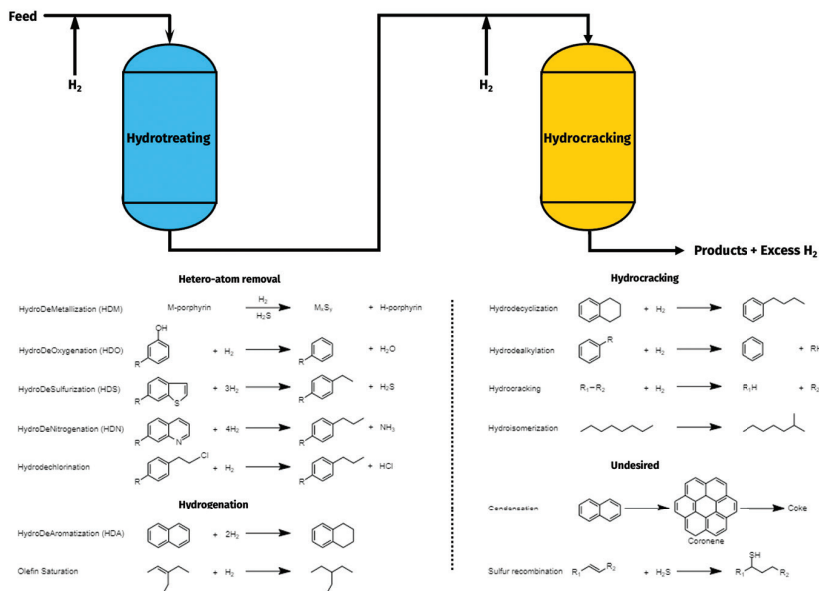 Feed
H₂
Hydrotreating
H₂
Hydrocracking
Products + Excess H₂
Hetero-atom removal
HydroDeMetallization (HDM) M-porphyrin H₂ H₂S MₓSᵧ + H-porphyrin
HydroDeOxygenation (HDO) OH R + H₂ R + H₂O
HydroDeSulfurization (HDS) R S + 3H₂ R + H₂S
HydroDeNitrogenation (HDN) R N + 4H₂ R + NH₃
Hydrodechlorination R Cl + H₂ R + HCl
Hydrogenation
HydroDeAromatization (HDA) + 2H₂
Olefin Saturation + H₂
Hydrocracking
Hydrodecyclization + H₂
Hydrodealkylation R + H₂ + RH
Hydrocracking R₁–R₂ + H₂ R₁H + R
Hydroisomerization
Undesired
Condensation Coronene Coke
Sulfur recombination R₁ R₂ + H₂S R₁ SH R₂